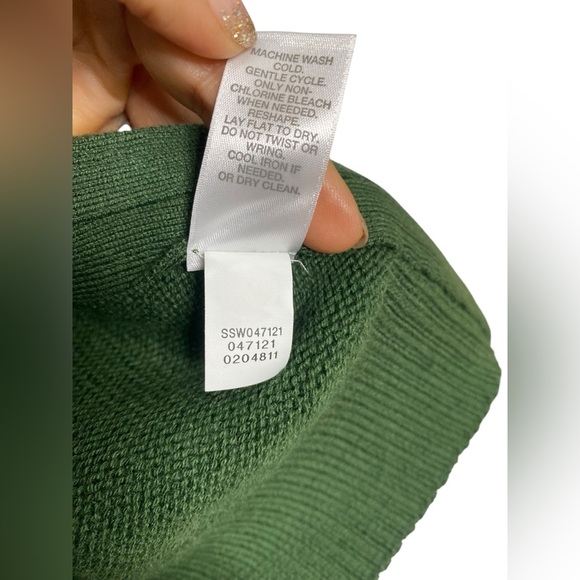 MACHINE WASH
COLD.
GENTLE CYCLE.
ONLY NON-
CHLORINE BLEACH
WHEN NEEDED.
RESHAPE.
LAY FLAT TO DRY.
DO NOT TWIST OR
WRING.
COOL IRON IF
NEEDED.
OR DRY CLEAN.
SSW047121
047121
0204811